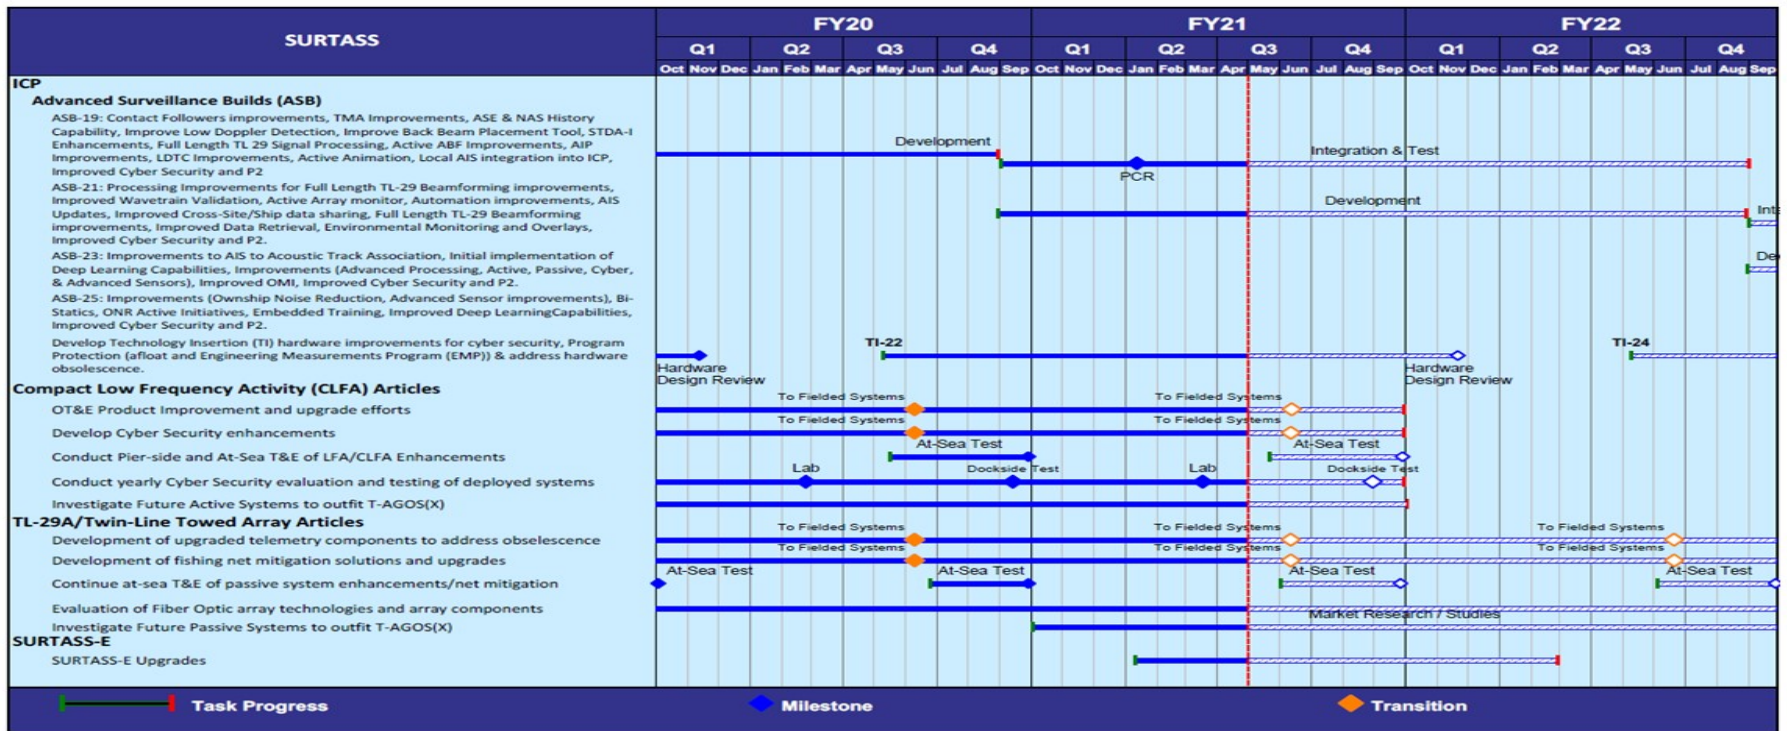 SURTASS
FY20 FY21 FY22
Q1 Q2 Q3 Q4 Q1 Q2 Q3 Q4 Q1 Q2 Q3 Q4
Oct Nov Dec Jan Feb Mar Apr May Jun Jul Aug Sep Oct Nov Dec Jan Feb Mar Apr May Jun Jul Aug Sep Oct Nov Dec Jan Feb Mar Apr May Jun Jul Aug Sep
ICP
Advanced Surveillance Builds (ASB)
ASB-19: Contact Followers improvements, TMA Improvements, ASE & NAS History
Capability, Improve Low Doppler Detection, Improve Back Beam Placement Tool, STDA-I
Enhancements, Full Length TL 29 Signal Processing, Active ABF Improvements, AIP
Improvements, LDTC Improvements, Active Animation, Local AIS integration into ICP,
Improved Cyber Security and P2
Development
Integration & Test
PCR
ASB-21: Processing Improvements for Full Length TL-29 Beamforming improvements,
Improved Wavetrain Validation, Active Array monitor, Automation improvements, AIS
Updates, Improved Cross-Site/Ship data sharing, Full Length TL-29 Beamforming
improvements, Improved Data Retrieval, Environmental Monitoring and Overlays,
Improved Cyber Security and P2.
Development
Int
ASB-23: Improvements to AIS to Acoustic Track Association, Initial implementation of
Deep Learning Capabilities, Improvements (Advanced Processing, Active, Passive, Cyber,
& Advanced Sensors), Improved OMI, Improved Cyber Security and P2.
De
ASB-25: Improvements (Ownship Noise Reduction, Advanced Sensor improvements), Bi-
Statics, ONR Active Initiatives, Embedded Training, Improved Deep LearningCapabilities,
Improved Cyber Security and P2.
Develop Technology Insertion (TI) hardware improvements for cyber security, Program
Protection (afloat and Engineering Measurements Program (EMP)) & address hardware
obsolescence.
TI-22
TI-24
Hardware
Design Review
Hardware
Design Review
Compact Low Frequency Activity (CLFA) Articles
To Fielded Systems To Fielded Systems
OT&E Product Improvement and upgrade efforts
To Fielded Systems To Fielded Systems
Develop Cyber Security enhancements
At-Sea Test At-Sea Test
Conduct Pier-side and At-Sea T&E of LFA/CLFA Enhancements
Lab Dockside Test Lab Dockside Test
Conduct yearly Cyber Security evaluation and testing of deployed systems
Investigate Future Active Systems to outfit T-AGOS(X)
TL-29A/Twin-Line Towed Array Articles
To Fielded Systems To Fielded Systems To Fielded Systems
Development of upgraded telemetry components to address obselescence
To Fielded Systems To Fielded Systems To Fielded Systems
Development of fishing net mitigation solutions and upgrades
At-Sea Test At-Sea Test At-Sea Test At-Sea Test
Continue at-sea T&E of passive system enhancements/net mitigation
Evaluation of Fiber Optic array technologies and array components
Market Research / Studies
Investigate Future Passive Systems to outfit T-AGOS(X)
SURTASS-E
SURTASS-E Upgrades
Task Progress Milestone Transition